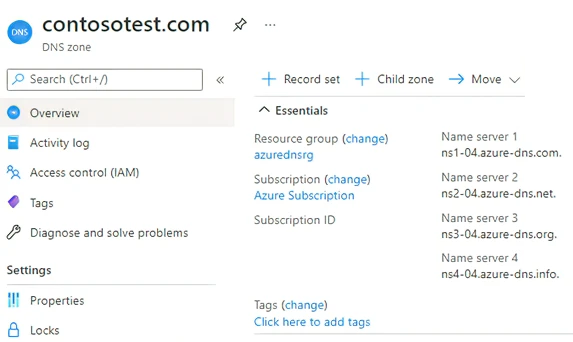 DNS
contosotest.com
...
DNS zone
Search (Ctrl+/)
«
Overview
Activity log
Access control (IAM)
Tags
Diagnose and solve problems
Settings
Properties
Locks
+ Record set + Child zone → Move
Essentials
Resource group (change)
azurednsrg
Subscription (change)
Azure Subscription
Subscription ID
Name server 1
ns1-04.azure-dns.com.
Name server 2
ns2-04.azure-dns.net.
Name server 3
ns3-04.azure-dns.org.
Name server 4
ns4-04.azure-dns.info.
Tags (change)
Click here to add tags